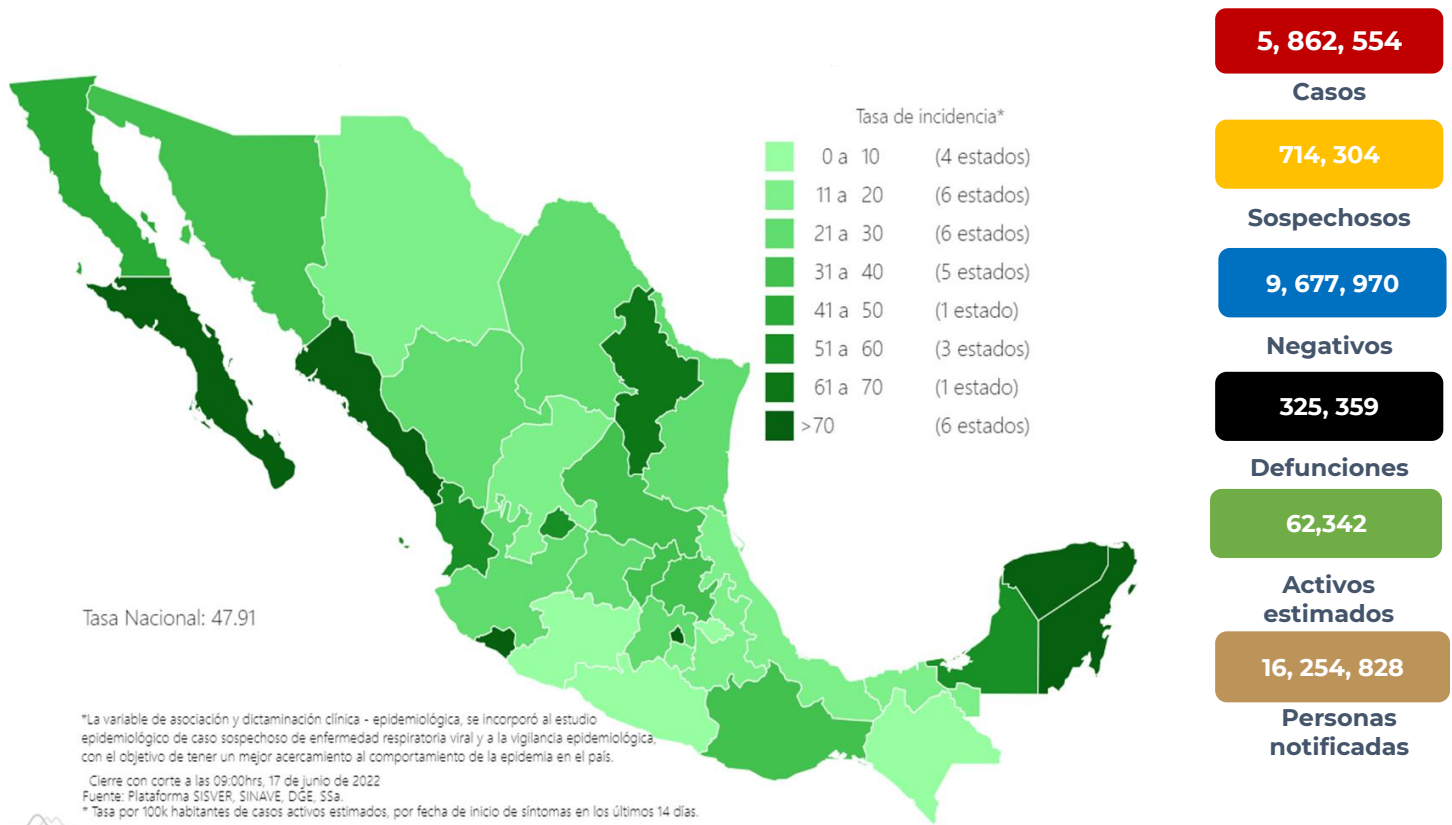 5, 862, 554
Casos
714, 304
Sospechosos
9, 677, 970
Negativos
325, 359
Defunciones
62,342
Activos
estimados
16, 254, 828
Personas
notificadas
Tasa de incidencia*
0 a 10 (4 estados)
11 a 20 (6 estados)
21 a 30 (6 estados)
31 a 40 (5 estados)
41 a 50 (1 estado)
51 a 60 (3 estados)
61 a 70 (1 estado)
>70 (6 estados)
Tasa Nacional: 47.91
*La variable de asociación y dictaminación clínica - epidemiológica, se incorporó al estudio
epidemiológico de caso sospechoso de enfermedad respiratoria viral y a la vigilancia epidemiológica,
con el objetivo de tener un mejor acercamiento al comportamiento de la epidemia en el país.
Cierre con corte a las 09:00hrs, 17 de junio de 2022
Fuente: Plataforma SISVER, SINAVE, DGE, SSa.
* Tasa por 100k habitantes de casos activos estimados, por fecha de inicio de síntomas en los últimos 14 días.